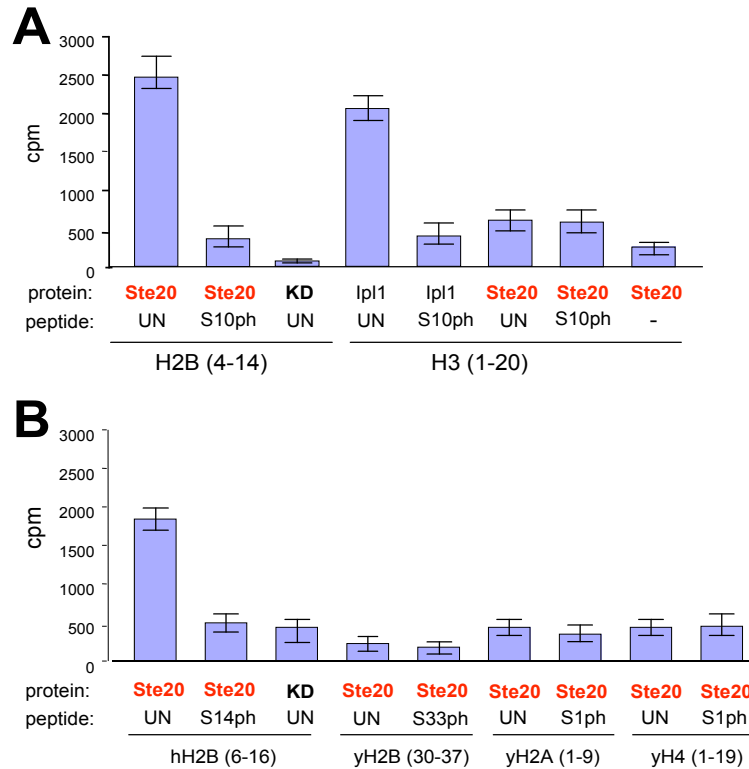 A
3000
2500
2000
1500
1000
500
0
cpm
protein: Ste20 Ste20 KD Ipl1 Ipl1 Ste20 Ste20 Ste20
peptide: UN S10ph UN UN S10ph UN S10ph -
H2B (4-14) H3 (1-20)
B
3000
2500
2000
1500
1000
500
0
cpm
protein: Ste20 Ste20 KD Ste20 Ste20 Ste20 Ste20 Ste20 Ste20
peptide: UN S14ph UN UN S33ph UN S1ph UN S1ph
hH2B (6-16) yH2B (30-37) yH2A (1-9) yH4 (1-19)